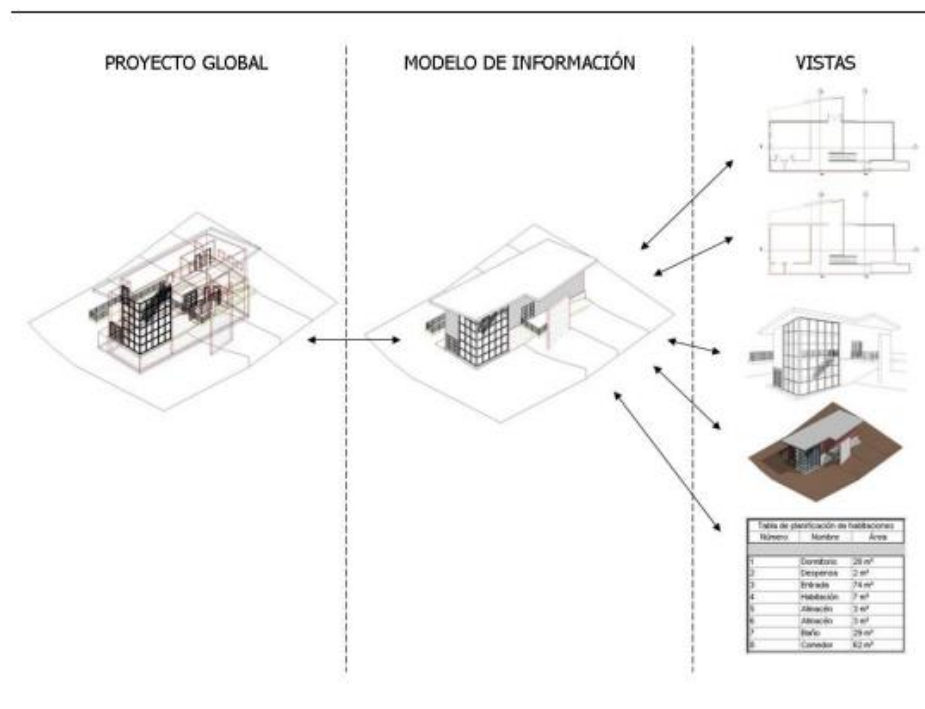 PROYECTO GLOBAL
MODELO DE INFORMACIÓN
VISTAS
Tabla de planificación de habitaciones
Número Nombre Área
1 Dormitorio 28 m²
2 Despensa 2 m²
3 Entrada 74 m²
4 Habitación 7 m²
5 Almacén 3 m²
6 Almacén 3 m²
7 Baño 29 m²
8 Comedor 62 m²